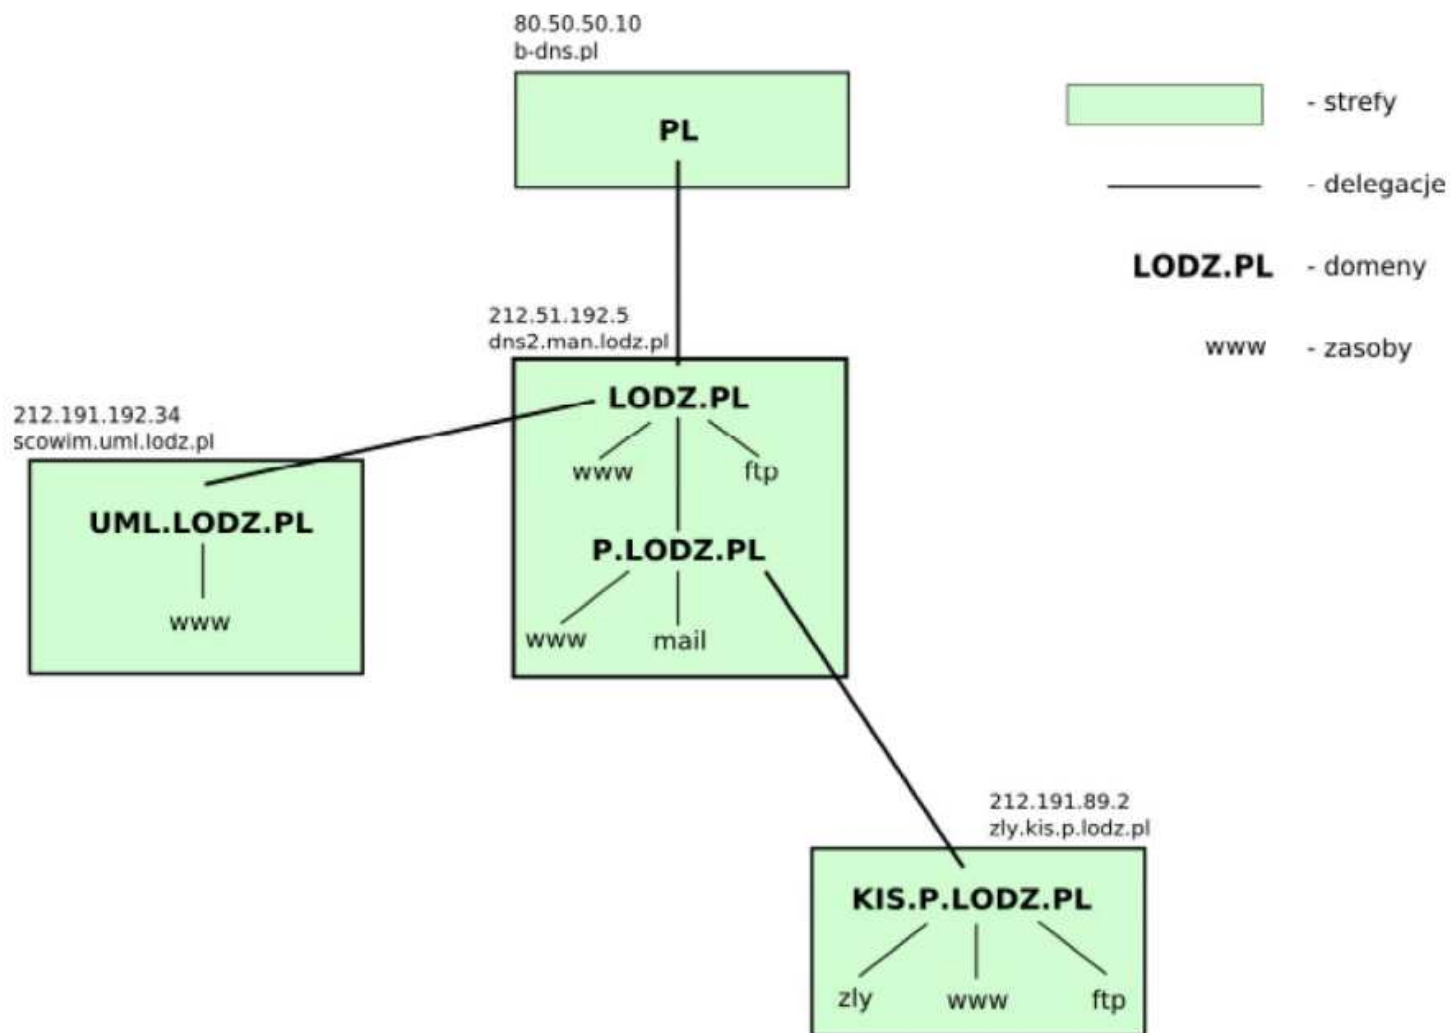 80.50.50.10
b-dns.pl
PL
- strefy
- delegacje
LODZ.PL - domeny
www - zasoby
212.51.192.5
dns2.man.lodz.pl
LODZ.PL
www ftp
P.LODZ.PL
www mail
212.191.192.34
scowim.uml.lodz.pl
UML.LODZ.PL
www
212.191.89.2
zly.kis.p.lodz.pl
KIS.P.LODZ.PL
zly www ftp